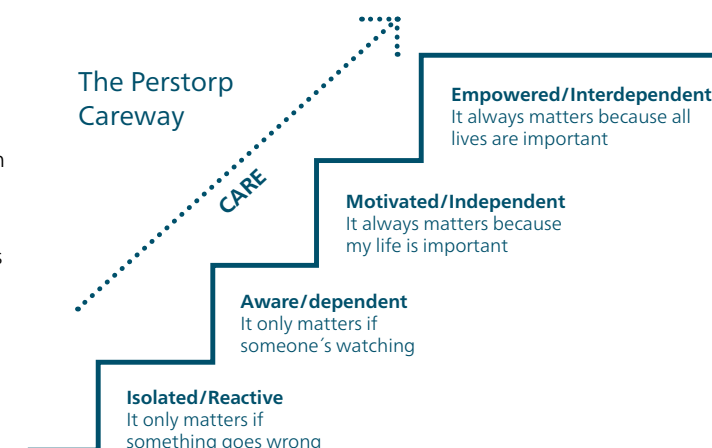 The Perstorp
Careway
CARE
Empowered/Interdependent
It always matters because all
lives are important
Motivated/Independent
It always matters because
my life is important
Aware/dependent
It only matters if
someone´s watching
Isolated/Reactive
It only matters if
something goes wrong